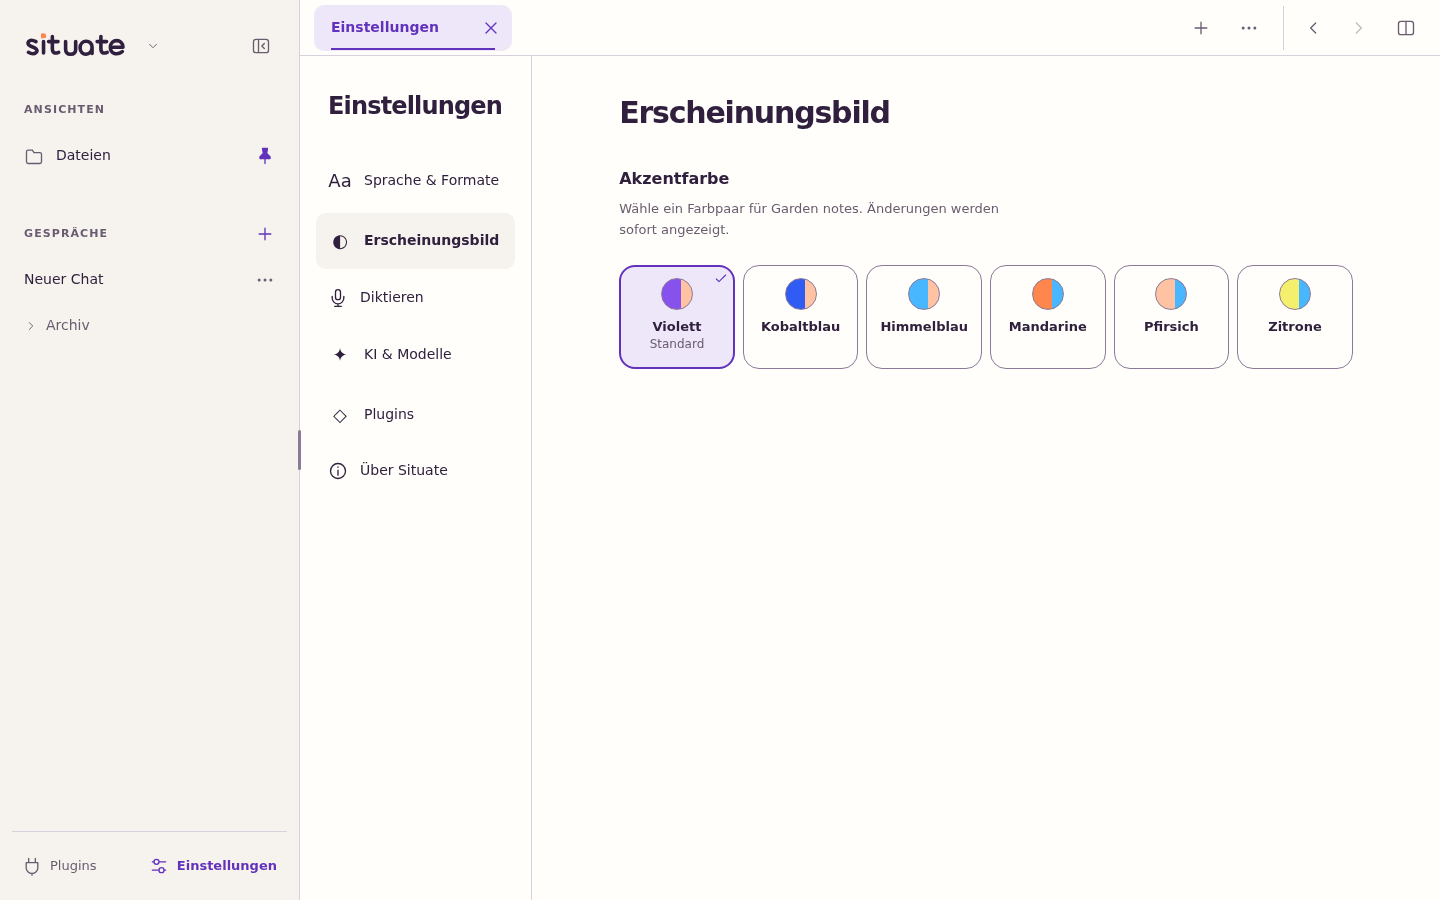 situate
ANSICHTEN
Dateien
GESPRÄCHE
Neuer Chat
Archiv
Plugins
Einstellungen
Einstellungen
Einstellungen
Aa Sprache & Formate
Erscheinungsbild
Diktieren
KI & Modelle
Plugins
Über Situate
Erscheinungsbild
Akzentfarbe
Wähle ein Farbpaar für Garden notes. Änderungen werden
sofort angezeigt.
Violett
Standard
Kobaltblau
Himmelblau
Mandarine
Pfirsich
Zitrone